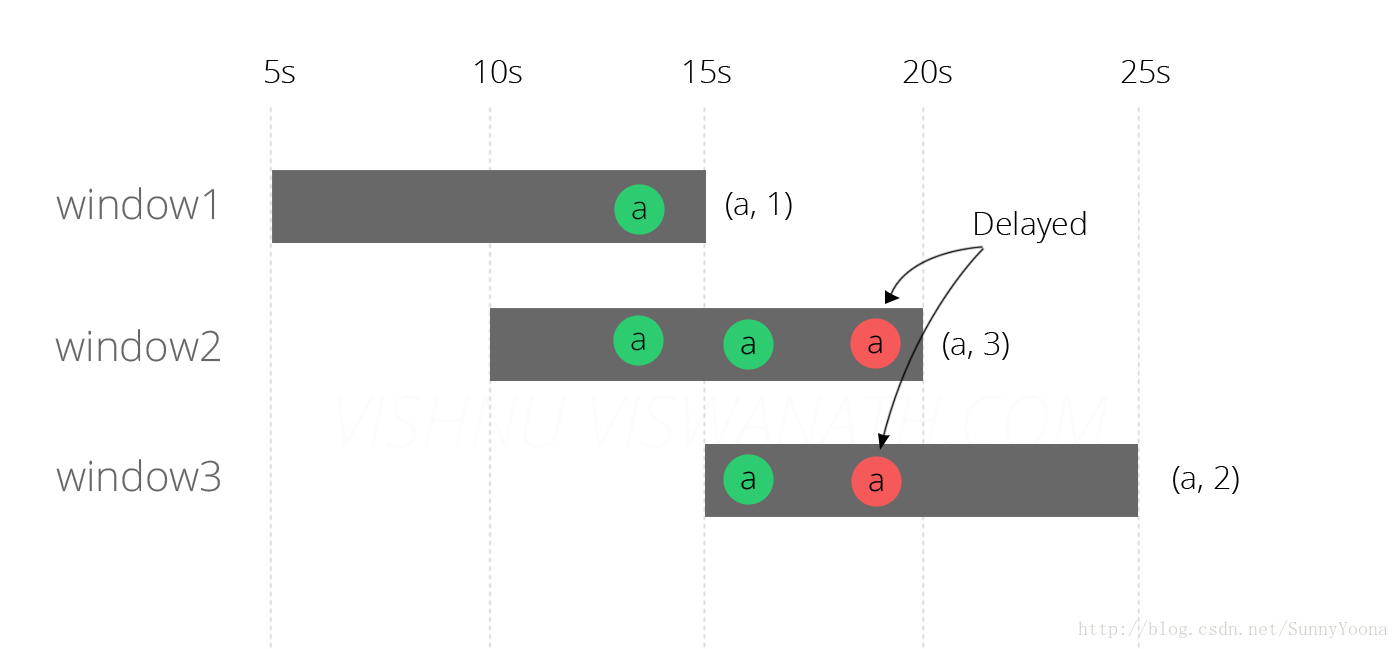 5s 10s 15s 20s 25s
window1 a (a, 1)
Delayed
window2 a a a (a, 3)
VISHNU VISWANATH.COM
window3 a a (a, 2)
http://blog.csdn.net/SunnyYoona